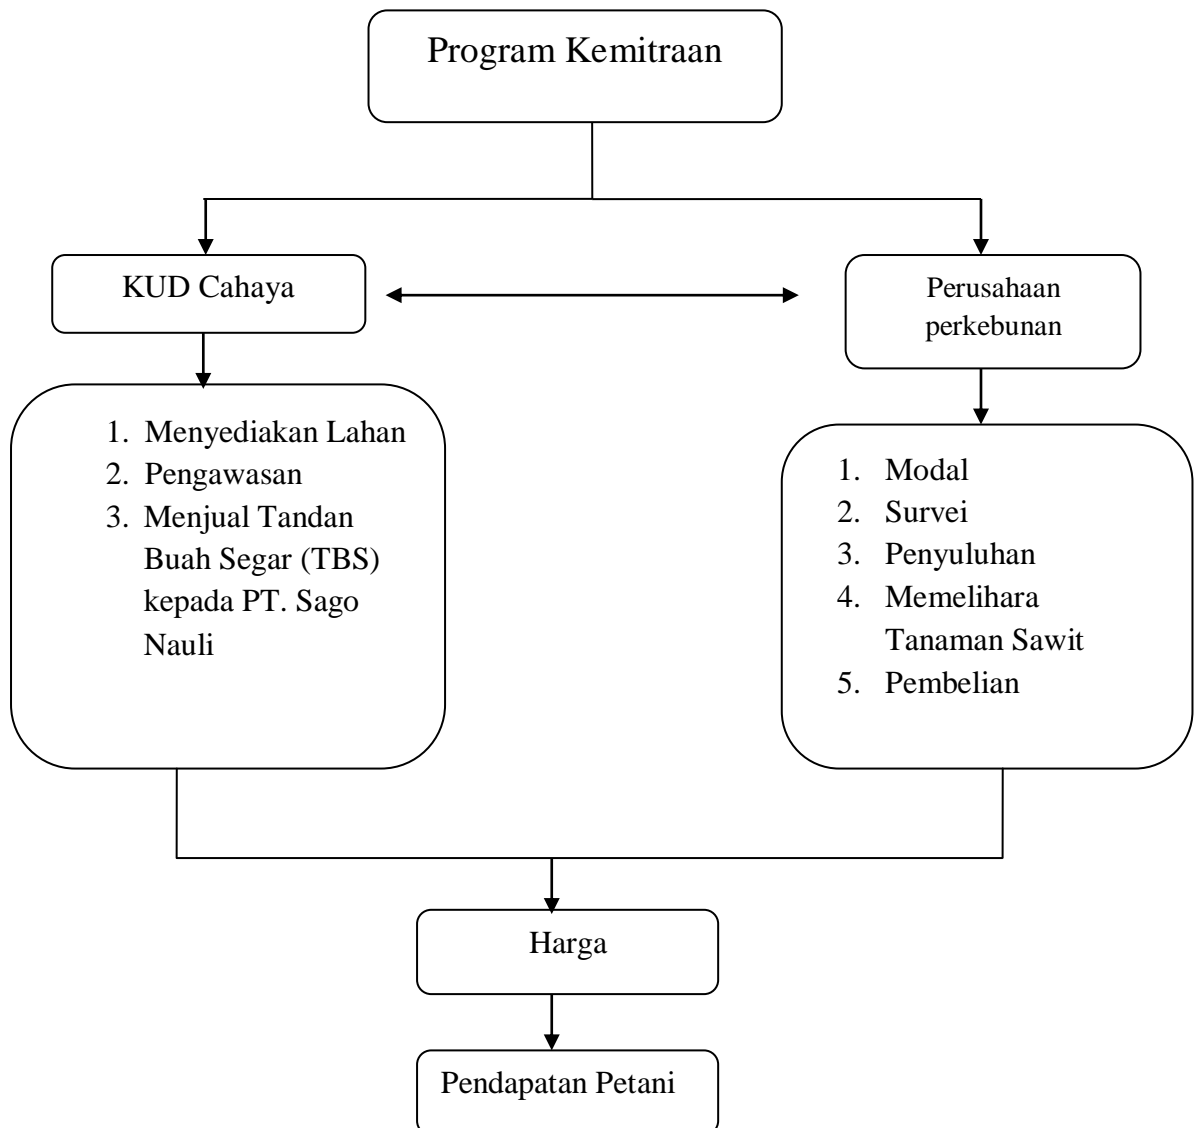 Program Kemitraan
KUD Cahaya
Perusahaan
perkebunan
1. Menyediakan Lahan
2. Pengawasan
3. Menjual Tandan
Buah Segar (TBS)
kepada PT. Sago
Nauli
1. Modal
2. Survei
3. Penyuluhan
4. Memelihara
Tanaman Sawit
5. Pembelian
Harga
Pendapatan Petani